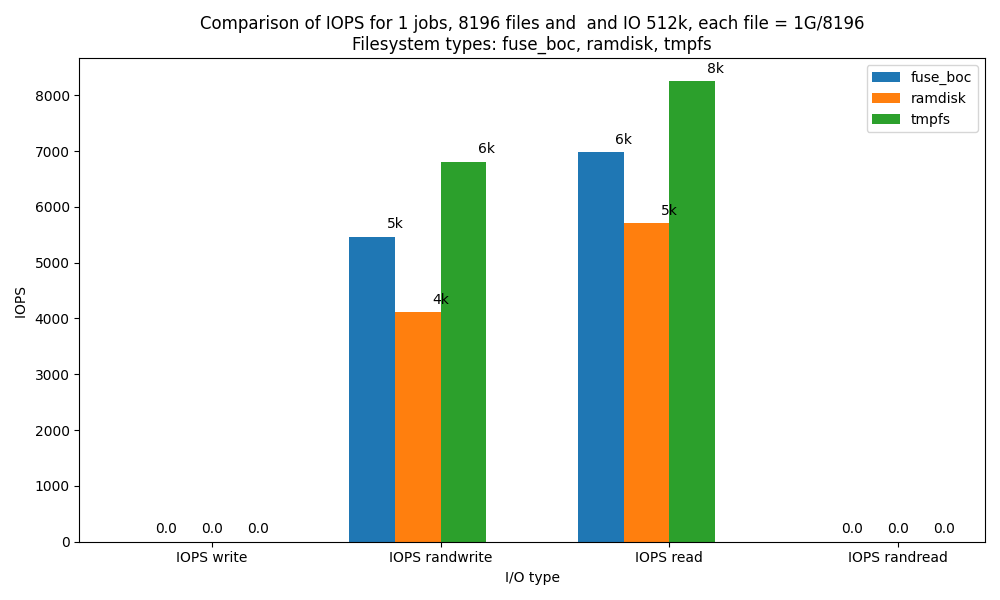 Comparison of IOPS for 1 jobs, 8196 files and  and IO 512k, each file = 1G/8196
Filesystem types: fuse_boc, ramdisk, tmpfs
fuse_boc
ramdisk
tmpfs
IOPS
8000
7000
6000
5000
4000
3000
2000
1000
0
0.0
0.0
0.0
5k
4k
6k
6k
5k
8k
0.0
0.0
0.0
IOPS write
IOPS randwrite
IOPS read
IOPS randread
I/O type